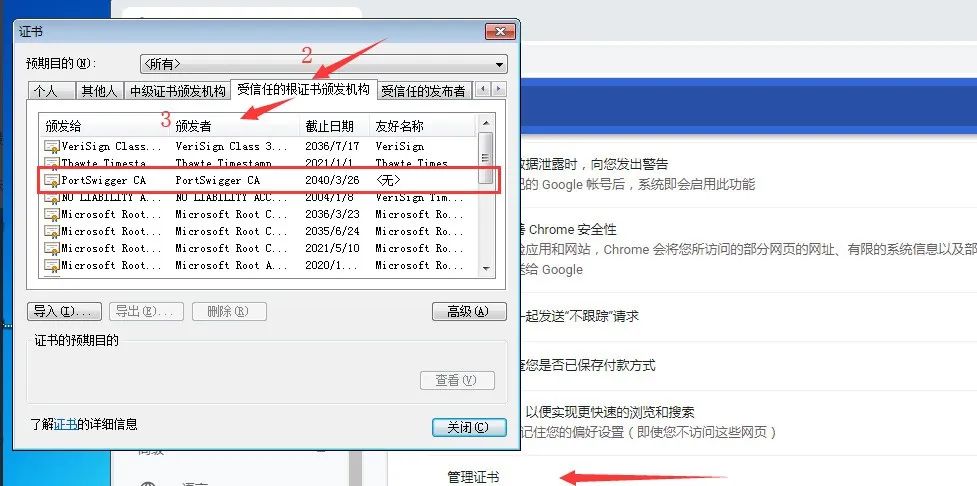 证书
预期目的(N): <所有>
2
个人 其他人 中级证书颁发机构 受信任的根证书颁发机构 受信任的发布者
3
颁发给 颁发者 截止日期 友好名称
VeriSign Class... VeriSign Class 3... 2036/7/17 VeriSign
Thawte Timesta... Thawte Timestamp... 2021/1/1 Thawte Times...
PortSwigger CA PortSwigger CA 2040/3/26 <无>
NO LIABILITY A... NO LIABILITY ACC... 2004/1/8 VeriSign Tim...
Microsoft Root... Microsoft Root C... 2036/3/23 Microsoft Ro...
Microsoft Root... Microsoft Root C... 2035/6/24 Microsoft Ro...
Microsoft Root... Microsoft Root C... 2021/5/10 Microsoft Ro...
Microsoft Root... Microsoft Root A... 2020/1... Microsoft Ro...
导入(I)... 导出(E)... 删除(R) 高级(A)
证书的预期目的
查看(V)
了解证书的详细信息
关闭(C)
数据泄露时，向您发出警告
己的 Google 帐号后，系统即会启用此功能
善 Chrome 安全性
险应用和网站，Chrome 会将您所访问的部分网页的网址、有限的系统信息以及部
送给 Google
一起发送“不跟踪”请求
查您是否已保存付款方式
，以便实现更快速的浏览和搜索
记住您的偏好设置（即使您不访问这些网页）
管理证书